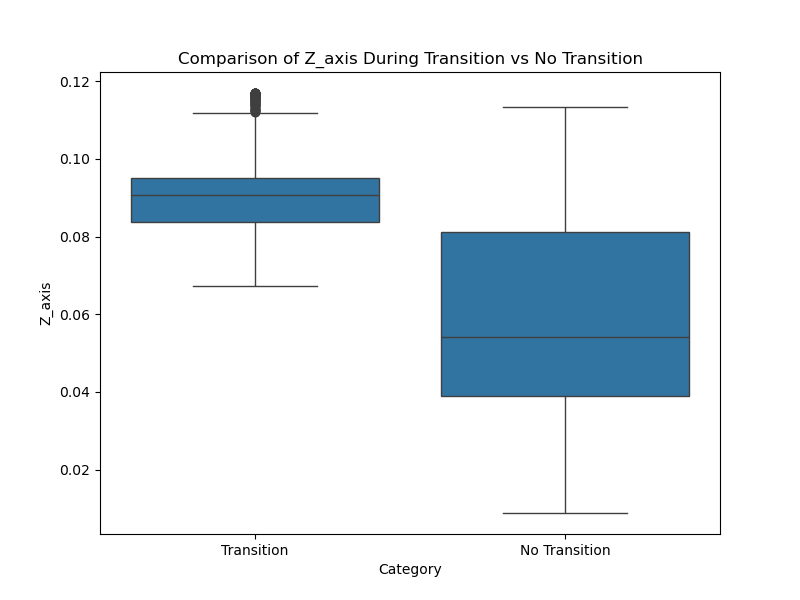 Comparison of Z_axis During Transition vs No Transition
0.12
0.10
0.08
0.06
0.04
0.02
Z_axis
Transition
No Transition
Category